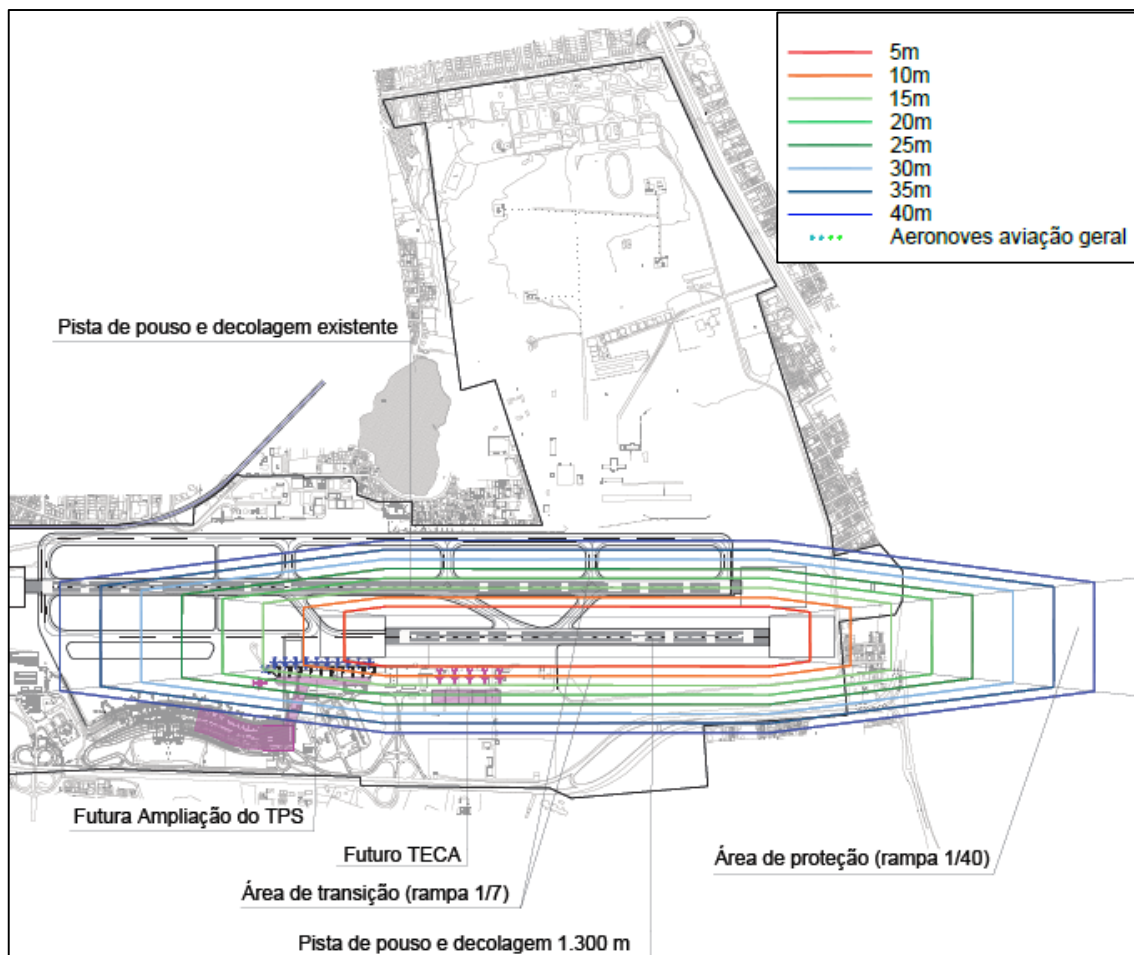 5m
10m
15m
20m
25m
30m
35m
40m
Aeronoves aviação geral
Pista de pouso e decolagem existente
Futura Ampliação do TPS
Futuro TECA
Área de proteção (rampa 1/40)
Área de transição (rampa 1/7)
Pista de pouso e decolagem 1.300 m